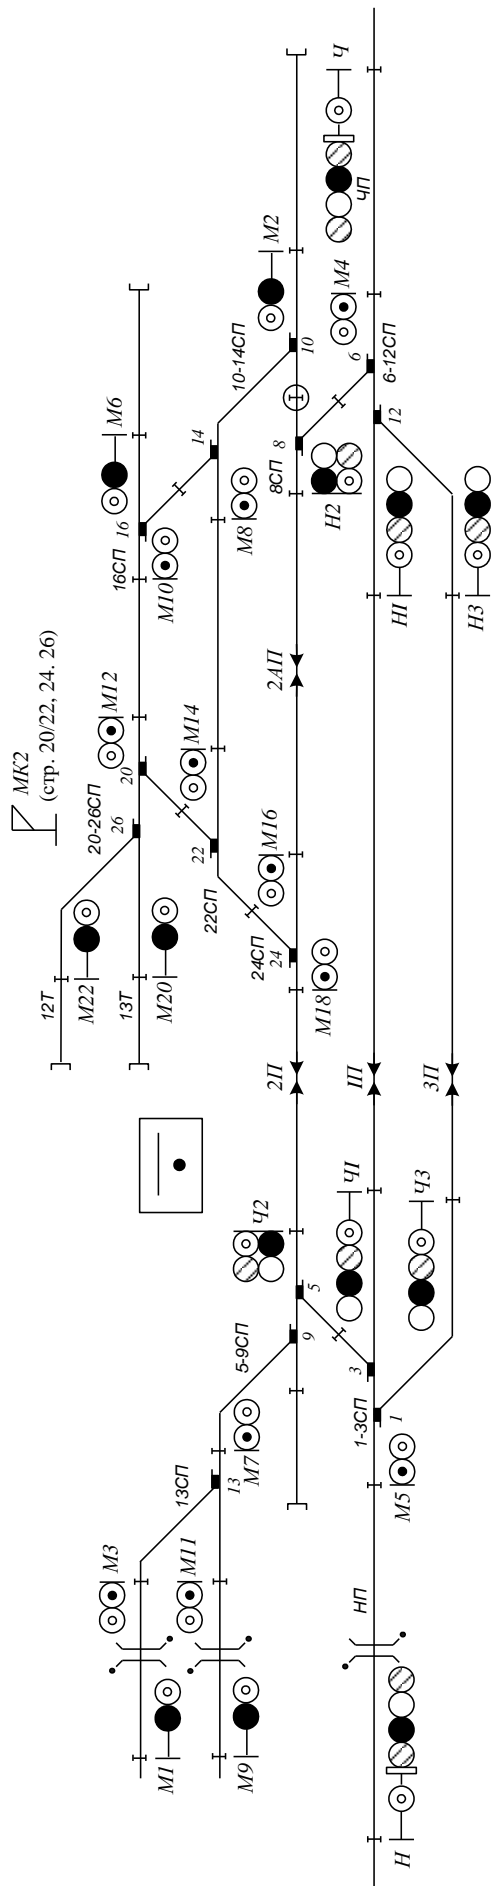 МК2
(стр. 20/22, 24. 26)
12Т
20-26СП
М22
26
М3
13Т
М12
16СП
М6
20
16
М1
М20
М10
13СП
М11
22СП
М14
14
10-14СП
13
22
М9
М7
М8
5-9СП
Ч2
24СП
М16
М2
9
5
2П
24
2АП
8СП
8
10
М18
Н2
НП
1-3СП
3
Ч1
IП
М4
6
Ч
ЧП
1
12
6-12СП
Н
М5
Н1
Ч3
3П
Н3